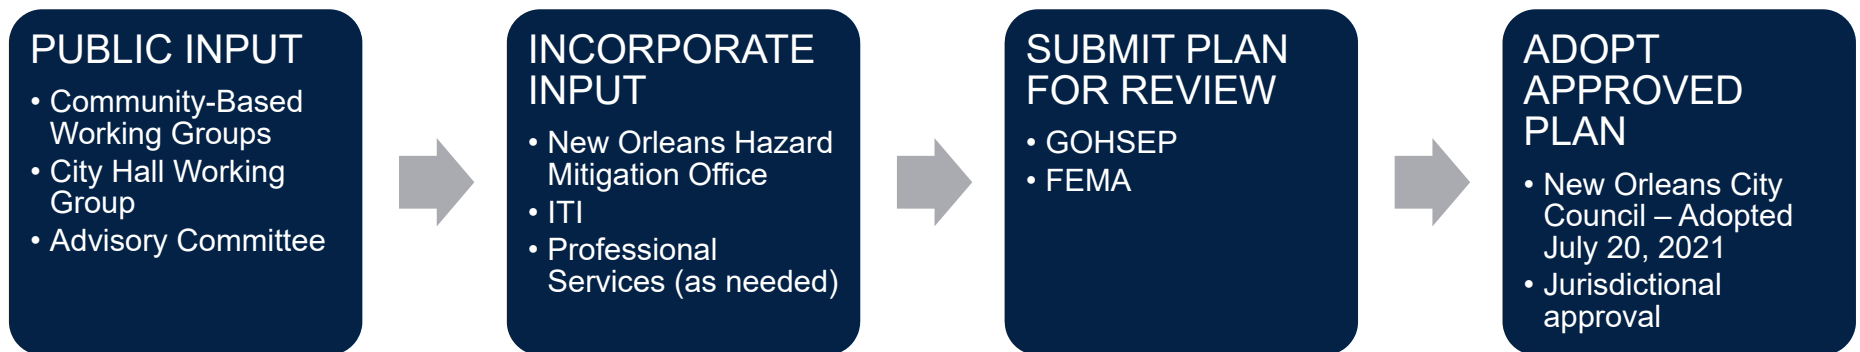 PUBLIC INPUT
• Community-Based
Working Groups
• City Hall Working
Group
• Advisory Committee
INCORPORATE
INPUT
• New Orleans Hazard
Mitigation Office
• ITI
• Professional
Services (as needed)
SUBMIT PLAN
FOR REVIEW
• GOHSEP
• FEMA
ADOPT
APPROVED
PLAN
• New Orleans City
Council – Adopted
July 20, 2021
• Jurisdictional
approval